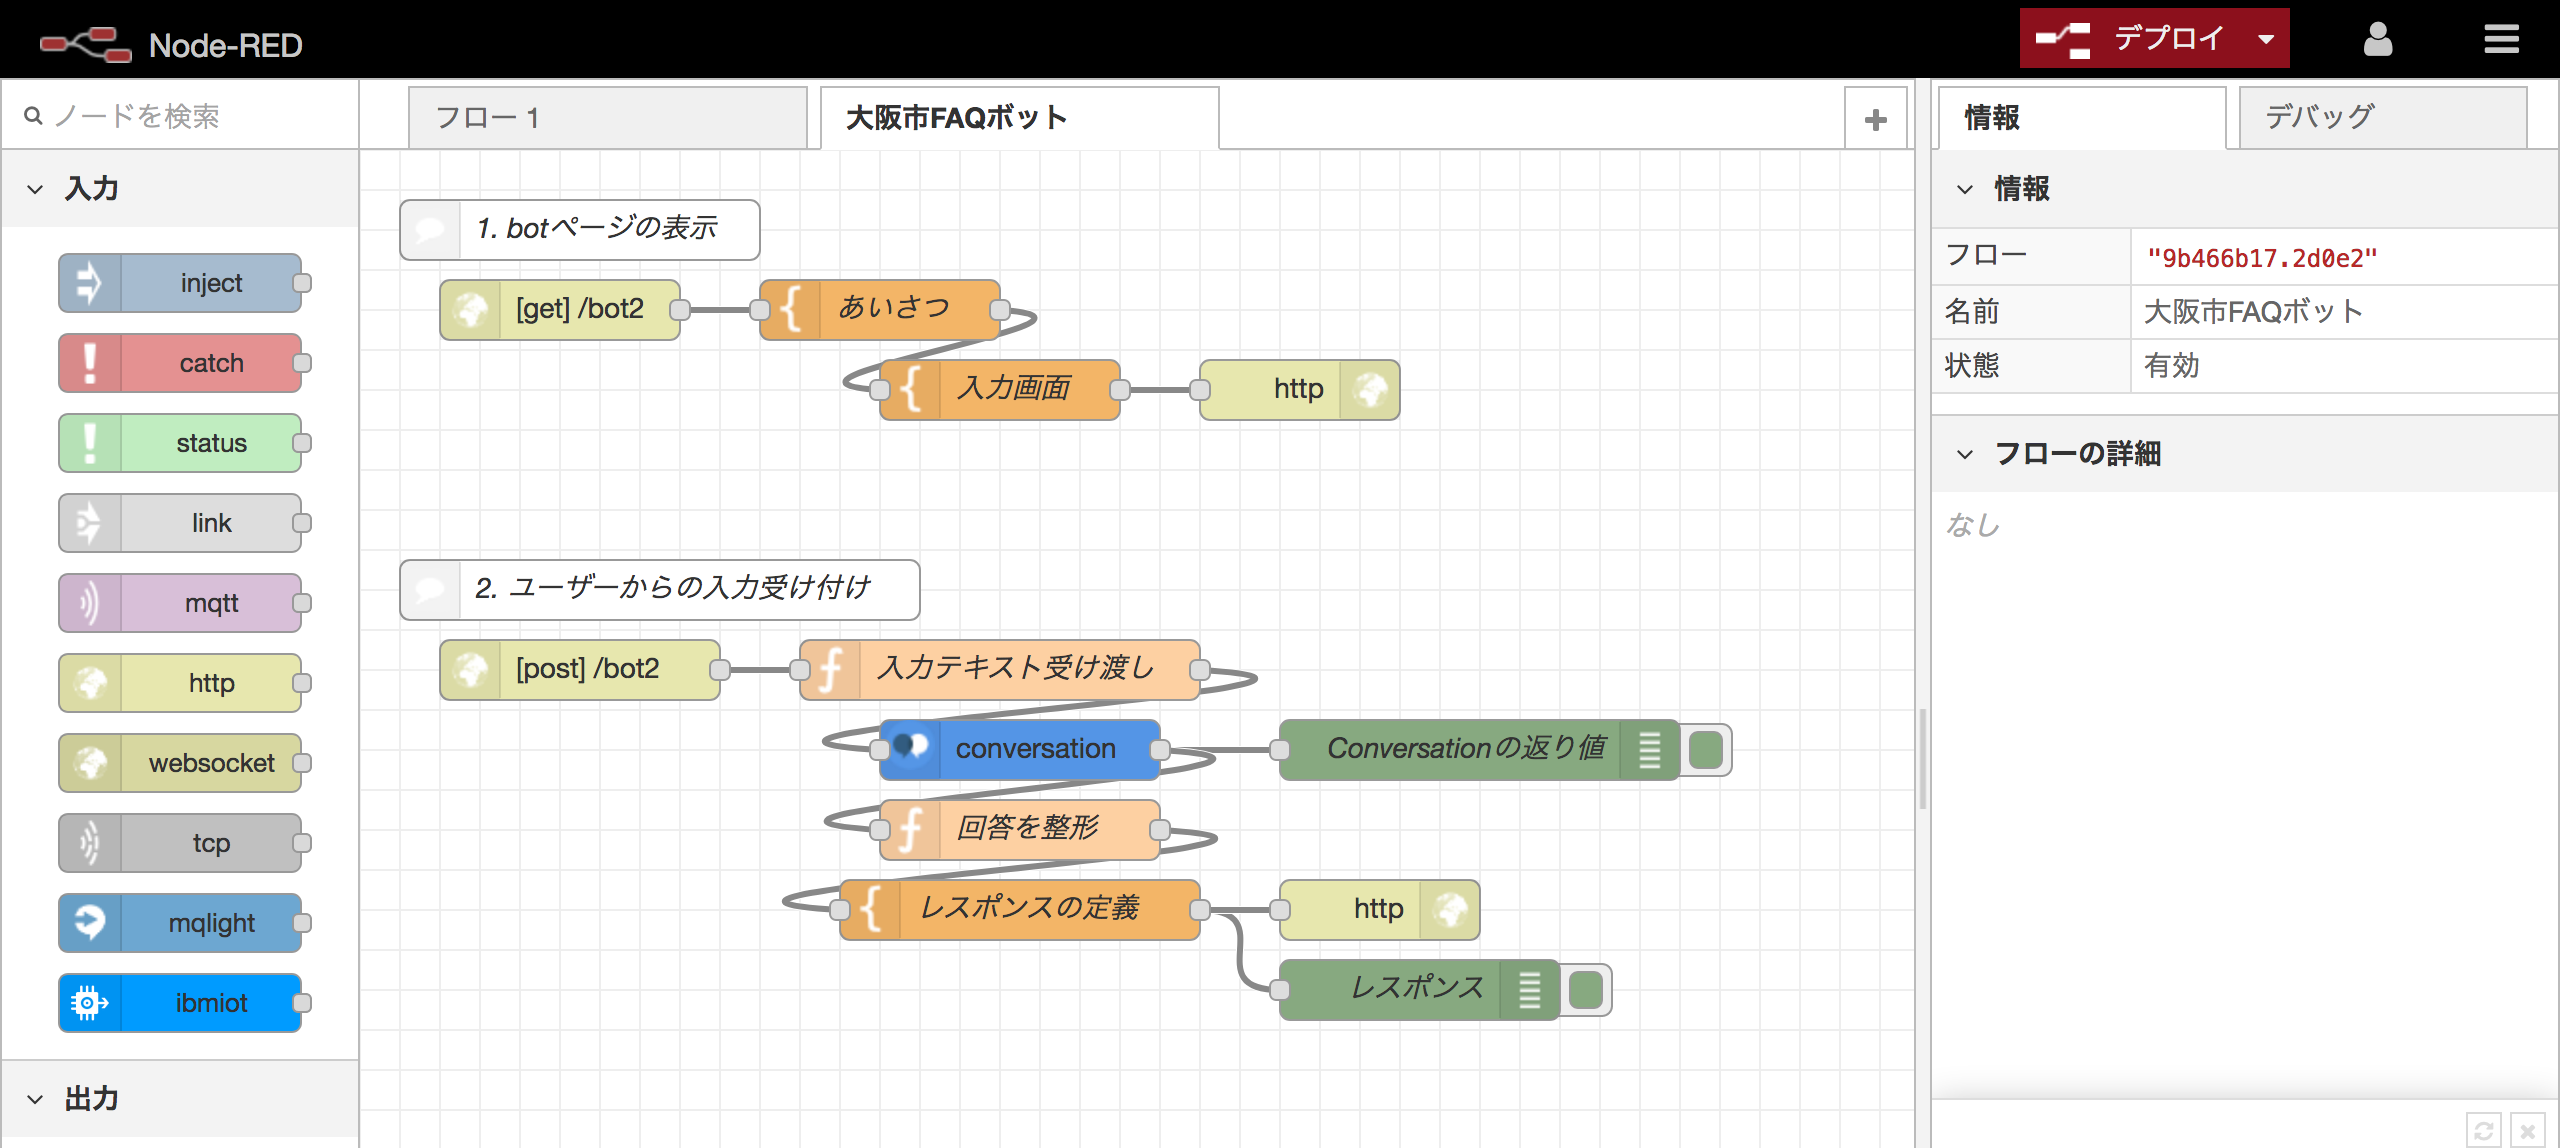 Node-RED
デプロイ
ノードを検索
フロー 1
大阪市FAQボット
情報
デバッグ
入力
inject
catch
status
link
mqtt
http
websocket
tcp
mqlight
ibmiot
出力
1. botページの表示
[get] /bot2
あいさつ
入力画面
http
2. ユーザーからの入力受け付け
[post] /bot2
入力テキスト受け渡し
conversation
Conversationの返り値
回答を整形
レスポンスの定義
http
レスポンス
情報
フロー "9b466b17.2d0e2"
名前 大阪市FAQボット
状態 有効
フローの詳細
なし